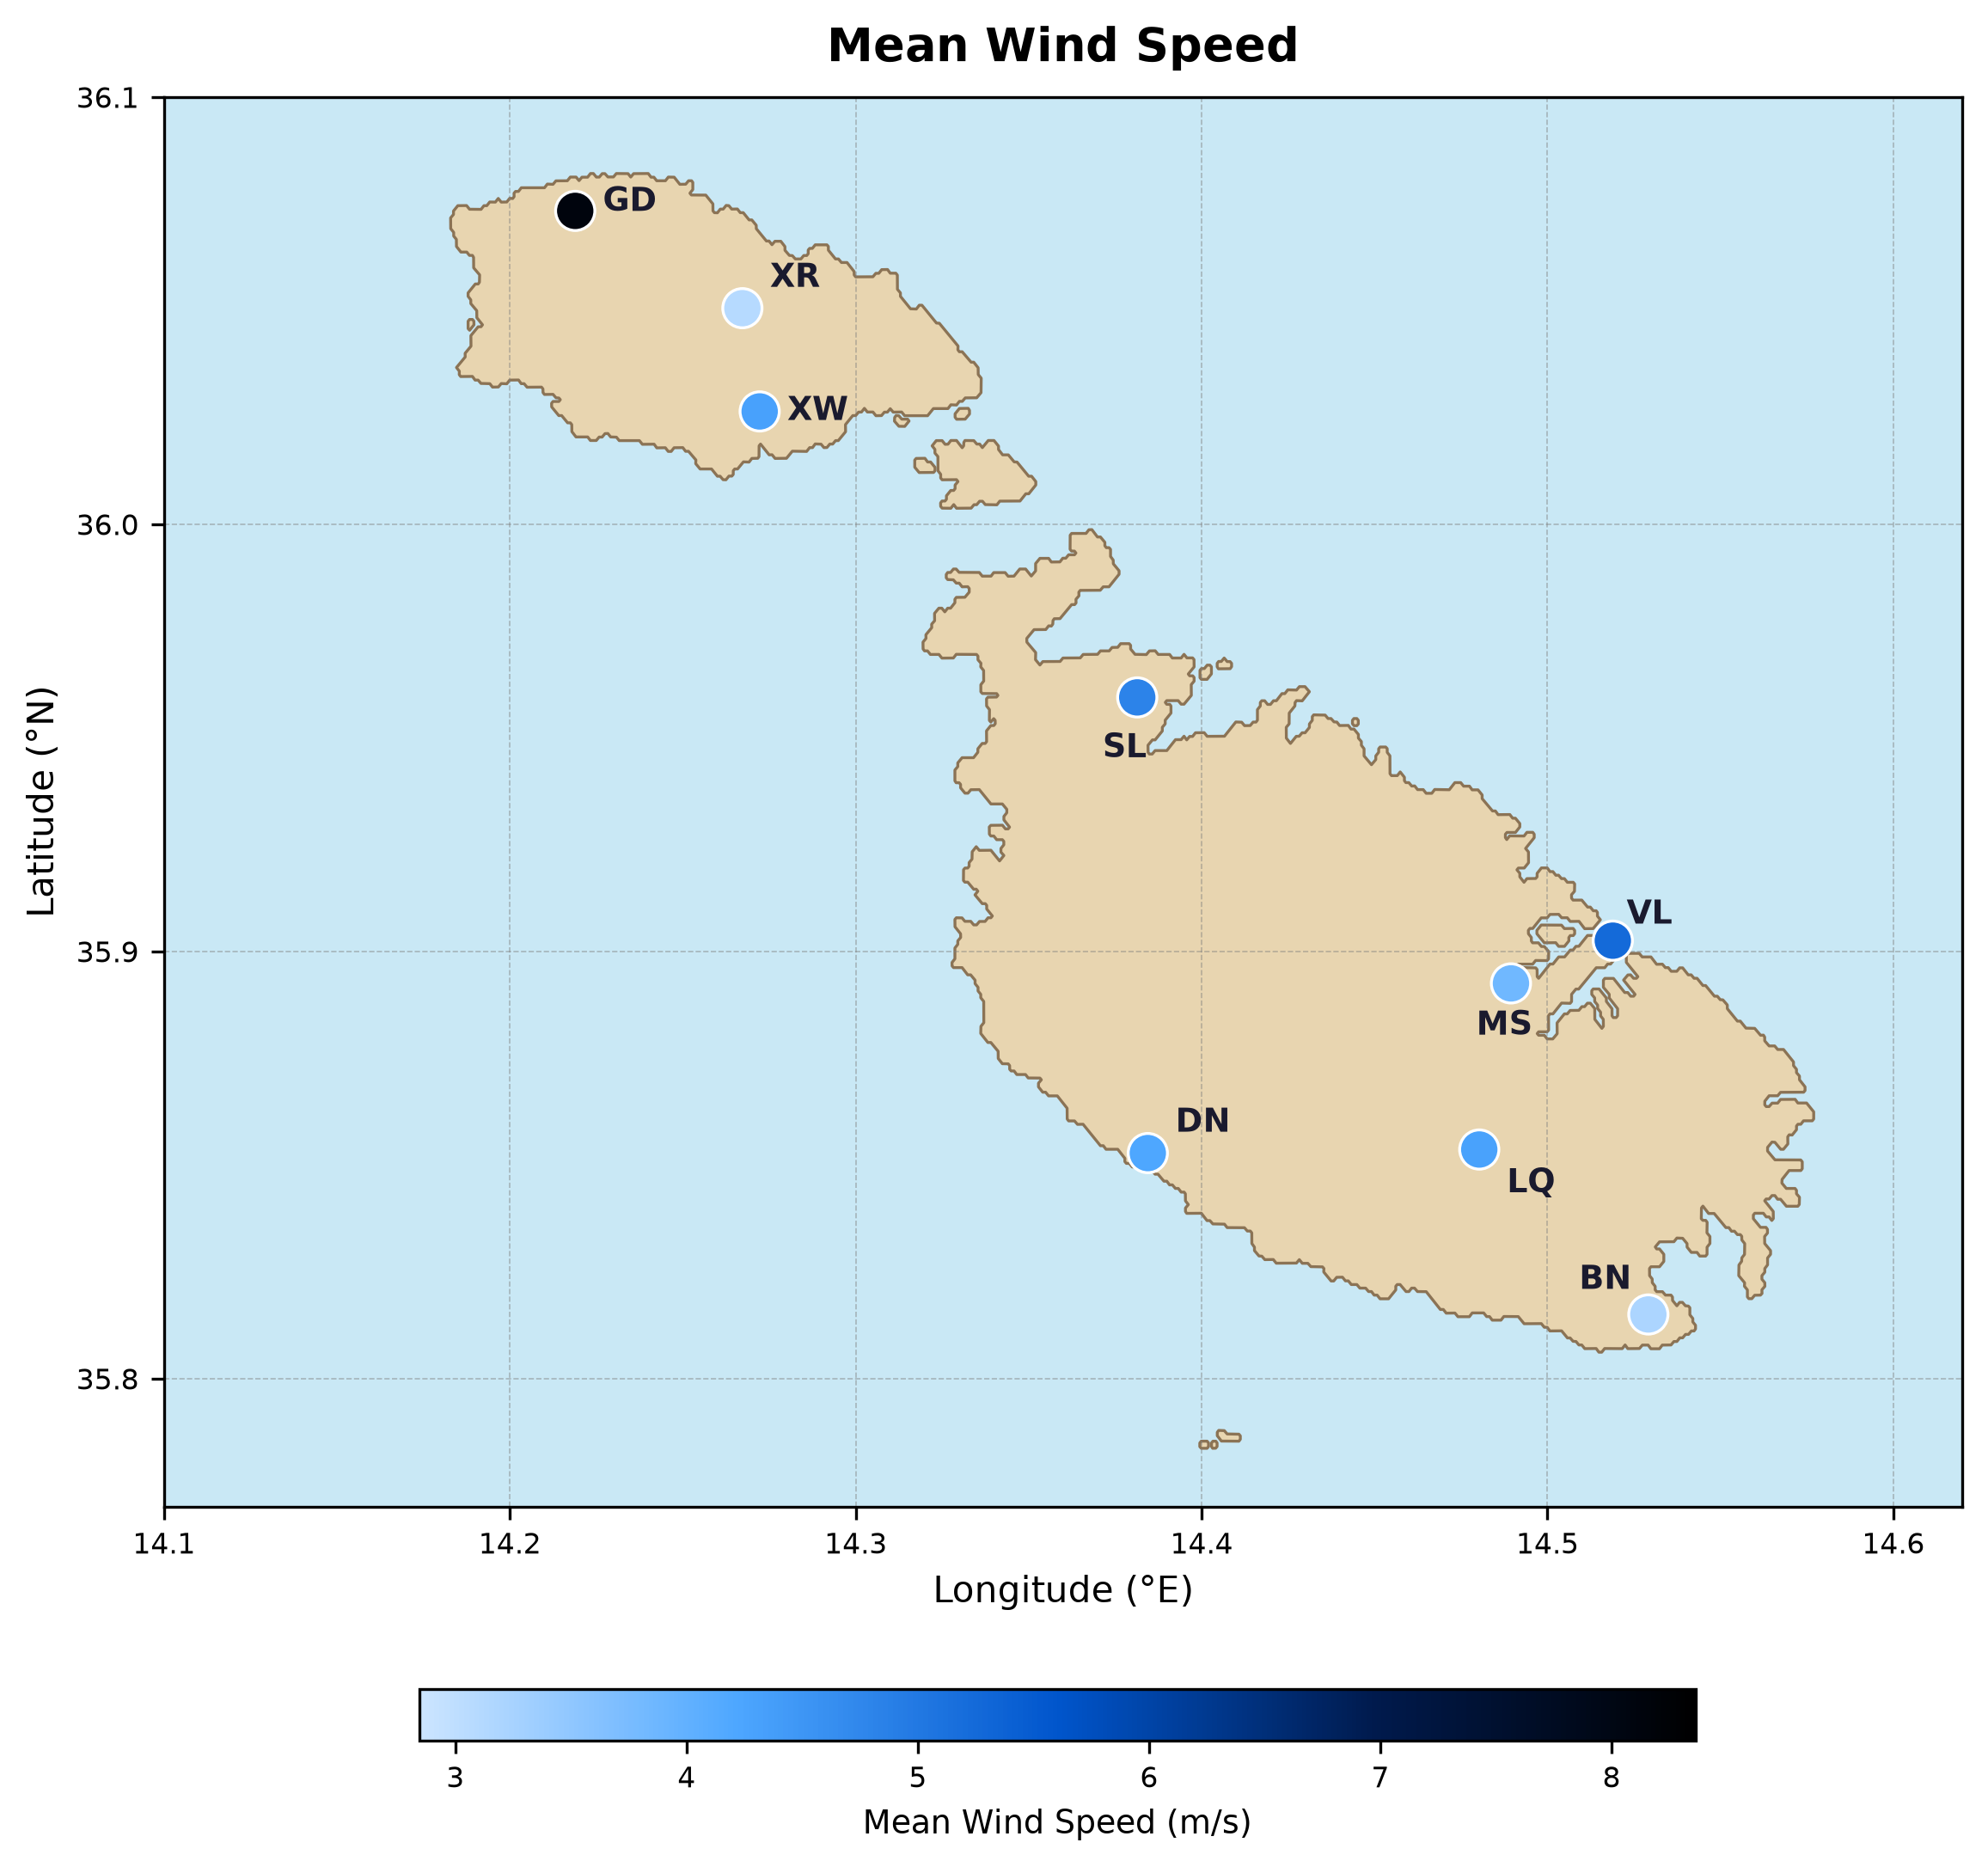 Mean Wind Speed
36.1
GD
XR
XW
36.0
SL
Latitude (°N)
VL
35.9
MS
DN
LQ
BN
35.8
14.1 14.2 14.3 14.4 14.5 14.6
Longitude (°E)
3 4 5 6 7 8
Mean Wind Speed (m/s)